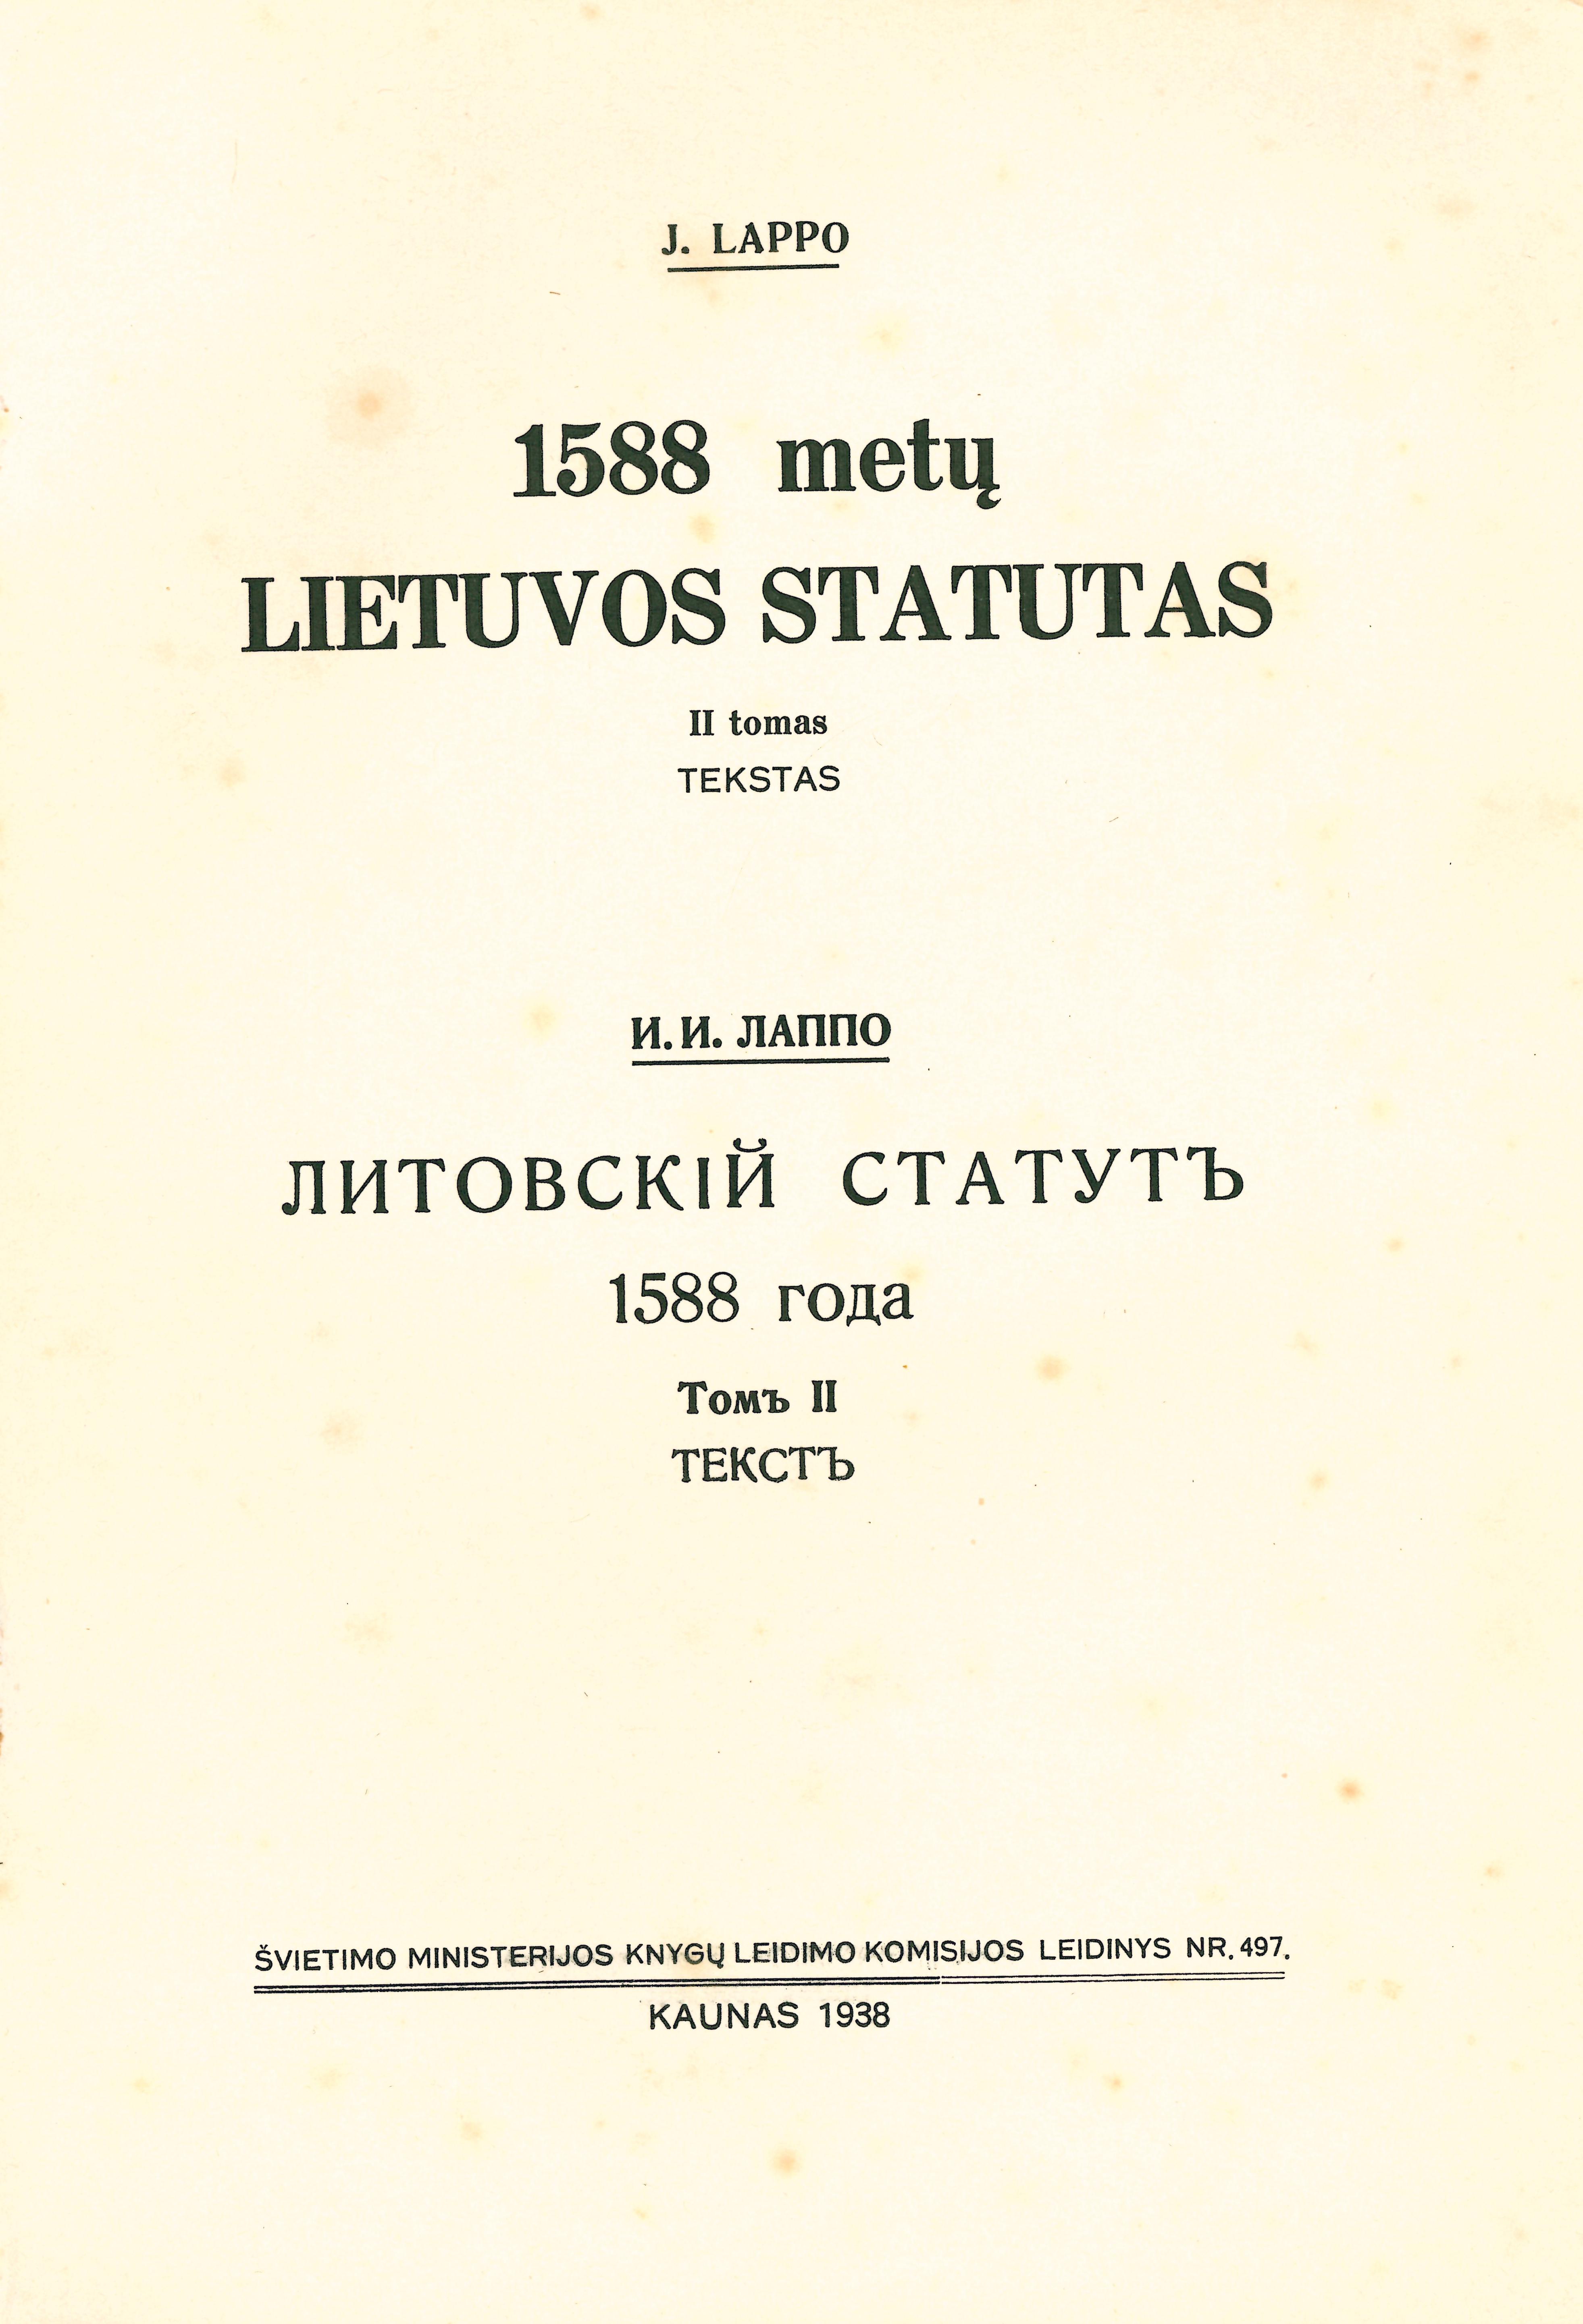 J. LAPPO
1588 metų
LIETUVOS STATUTAS
II tomas
TEKSTAS
И. И. ЛАППО
ЛИТОВСКІЙ СТАТУТЪ
1588 года
Томъ II
ТЕКСТЪ
ŠVIETIMO MINISTERIJOS KNYGŲ LEIDIMO KOMISIJOS LEIDINYS NR. 497.
KAUNAS 1938